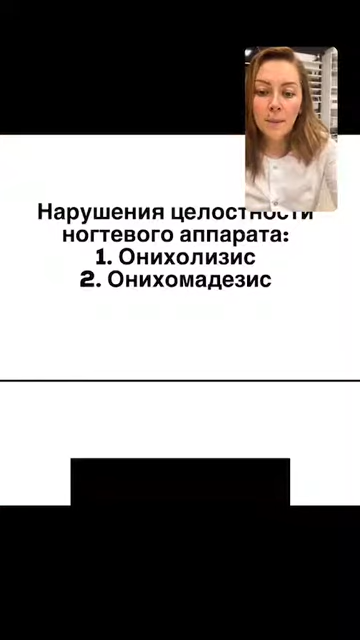 Нарушения целостности
ногтевого аппарата:
1. Онихолизис
2. Онихомадезис